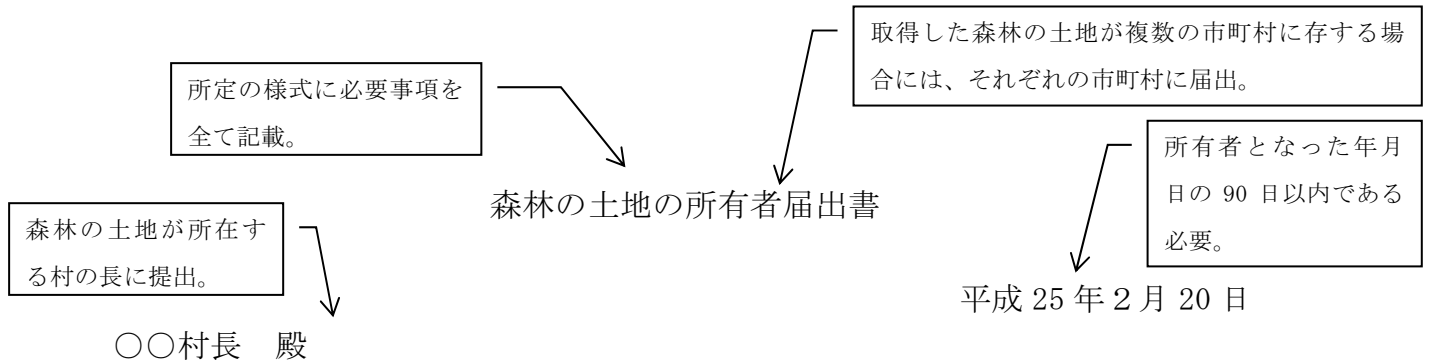 取得した森林の土地が複数の市町村に存する場
合には、それぞれの市町村に届出。
所定の様式に必要事項を
全て記載。
所有者となった年月
日の 90 日以内である
必要。
森林の土地の所有者届出書
森林の土地が所在す
る村の長に提出。
平成 25 年２月 20 日
○○村長　殿